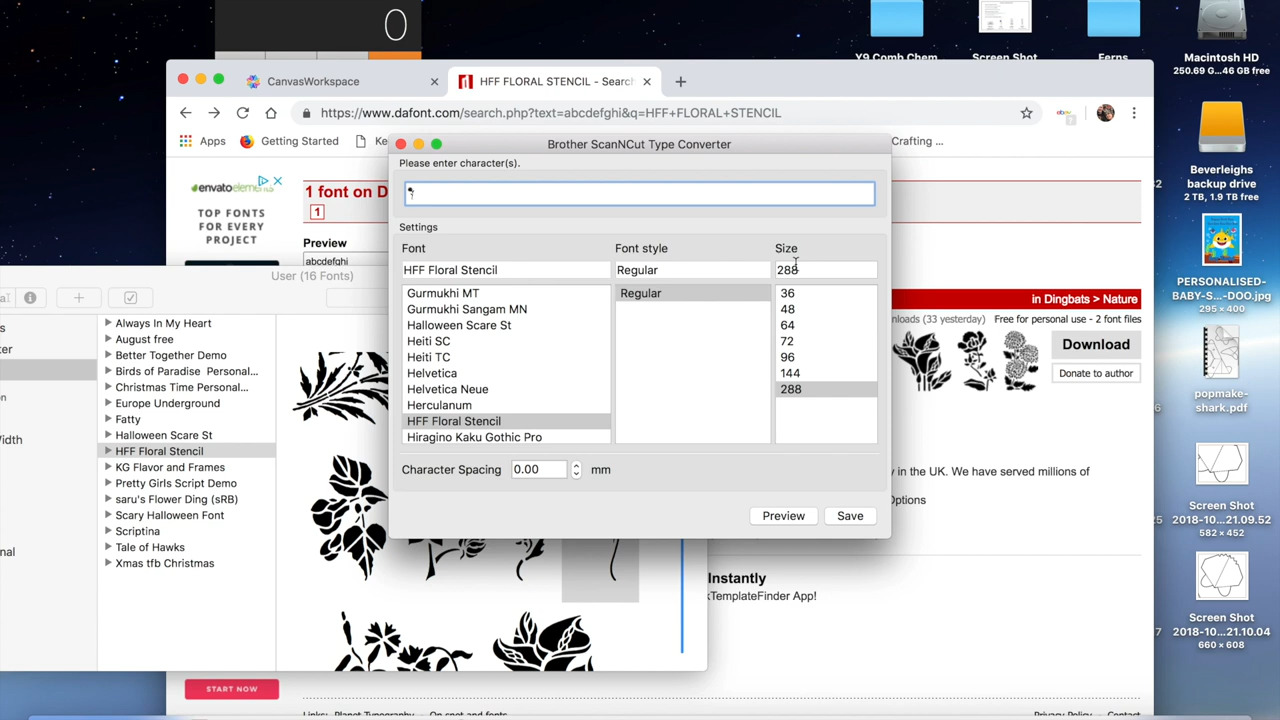 0
Y9 Comb Chem
Screen Shot
Ferns
Macintosh HD
250.69 G...46 GB free
CanvasWorkspace
HFF FLORAL STENCIL - Search
https://www.dafont.com/search.php?text=abcdefghi&q=HFF+FLORAL+STENCIL
Apps
Getting Started
Ke
Crafting ...
Brother ScanNCut Type Converter
Please enter character(s).
Settings
Font
Font style
Size
HFF Floral Stencil
Regular
288
Gurmukhi MT
Gurmukhi Sangam MN
Halloween Scare St
Heiti SC
Heiti TC
Helvetica
Helvetica Neue
Herculanum
HFF Floral Stencil
Hiragino Kaku Gothic Pro
Regular
36
48
64
72
96
144
288
Character Spacing
0.00
mm
Preview
Save
envatoelements
TOP FONTS
FOR EVERY
PROJECT
START NOW
1 font on D
1
Preview
abcdefghi
in Dingbats > Nature
nloads (33 yesterday)
Free for personal use - 2 font files
Download
Donate to author
y in the UK. We have served millions of
Options
Instantly
xTemplateFinder App!
User (16 Fonts)
Always In My Heart
August free
Better Together Demo
Birds of Paradise Personal...
Christmas Time Personal...
Europe Underground
Fatty
Halloween Scare St
HFF Floral Stencil
KG Flavor and Frames
Pretty Girls Script Demo
saru's Flower Ding (sRB)
Scary Halloween Font
Scriptina
Tale of Hawks
Xmas tfb Christmas
Beverleighs
backup drive
2 TB, 1.9 TB free
PERSONALISED-
BABY-S...-DOO.jpg
295 × 400
popmake-
shark.pdf
Screen Shot
2018-10...21.09.52
582 × 452
Screen Shot
2018-10...21.10.04
660 × 608